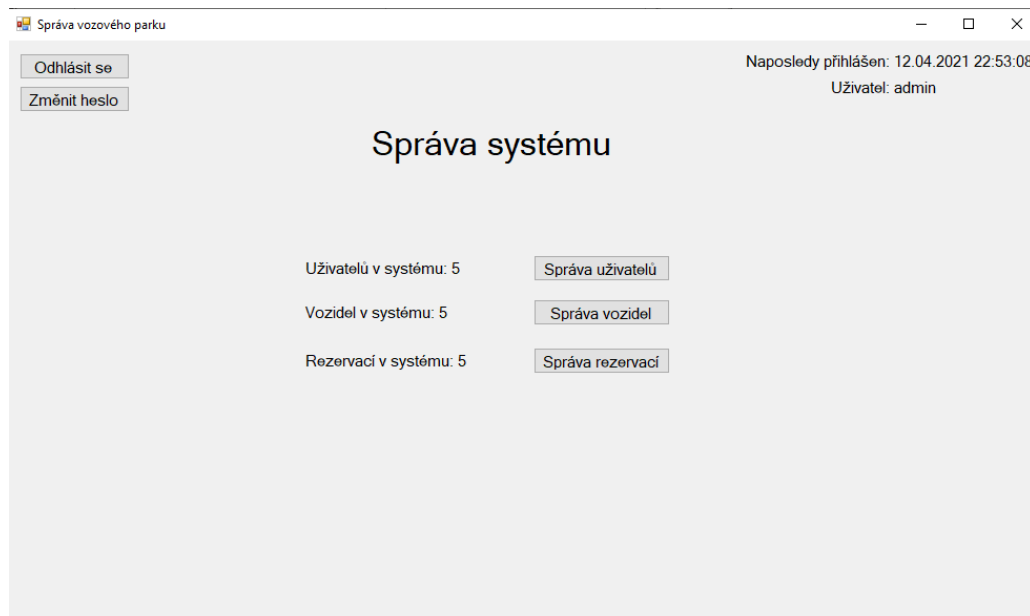 Správa vozového parku
Odhlásit se
Naposledy přihlášen: 12.04.2021 22:53:08
Změnit heslo
Uživatel: admin
Správa systému
Uživatelů v systému: 5
Správa uživatelů
Vozidel v systému: 5
Správa vozidel
Rezervací v systému: 5
Správa rezervací